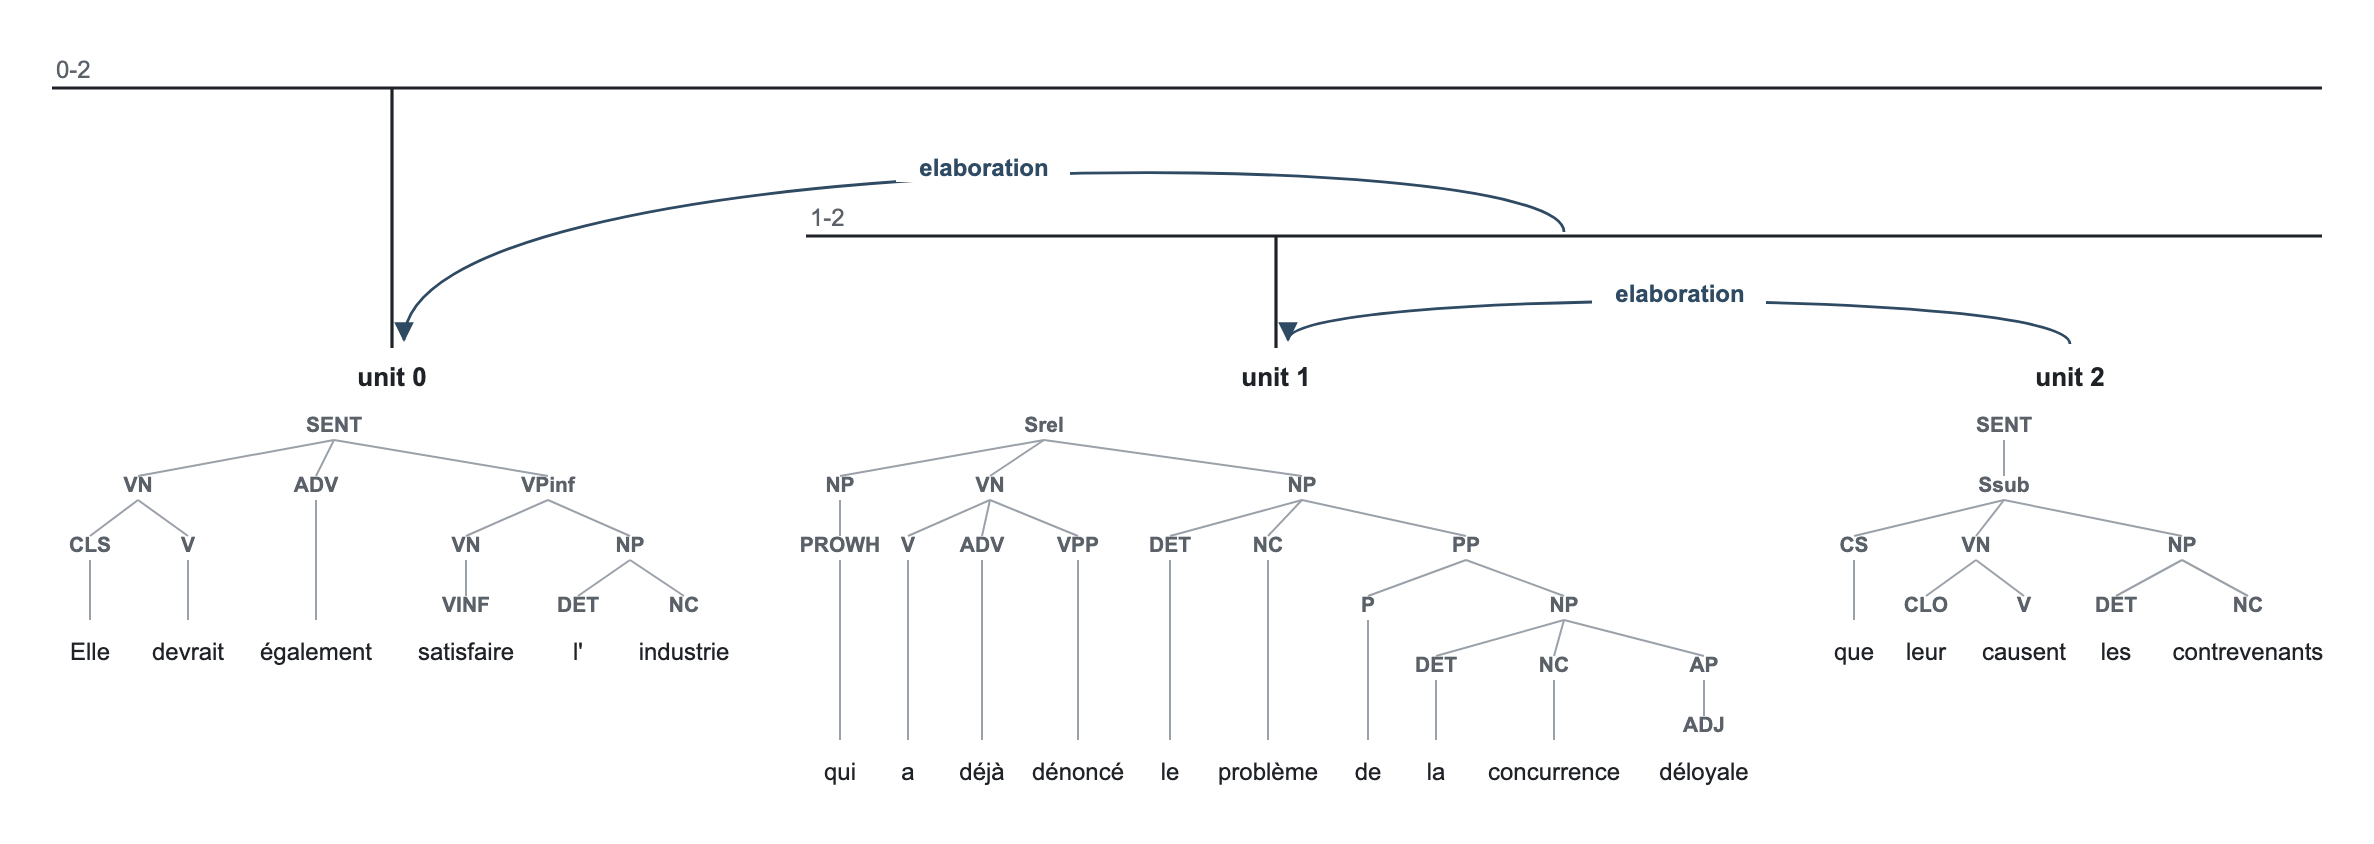 0-2
elaboration
1-2
elaboration
unit 0 unit 1 unit 2
SENT Srel SENT
VN ADV VPinf NP VN NP Ssub
CLS V VN NP PROWH V ADV VPP DET NC PP CS VN NP
VINF DET NC P NP CLO V DET NC
Elle devrait également satisfaire l' industrie DET NC AP que leur causent les contrevenants
ADJ
qui a déjà dénoncé le problème de la concurrence déloyale